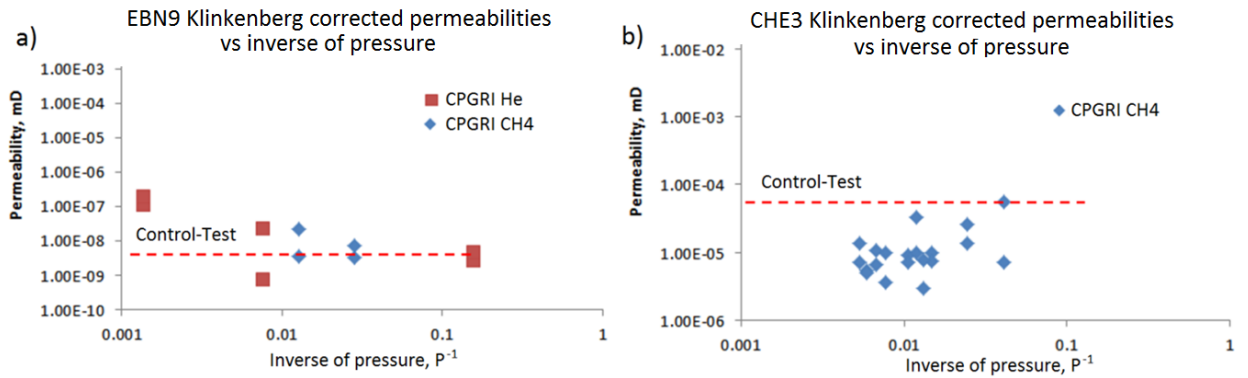 a)
EBN9 Klinkenberg corrected permeabilities
vs inverse of pressure
Permeability, mD
1.00E-03
1.00E-04
1.00E-05
1.00E-06
1.00E-07
1.00E-08
1.00E-09
1.00E-10
CPGRI He
CPGRI CH4
Control-Test
0.001
0.01
0.1
1
Inverse of pressure, P-1
b)
CHE3 Klinkenberg corrected permeabilities
vs inverse of pressure
Permeability, mD
1.00E-02
1.00E-03
1.00E-04
1.00E-05
1.00E-06
CPGRI CH4
Control-Test
0.001
0.01
0.1
1
Inverse of pressure, P-1